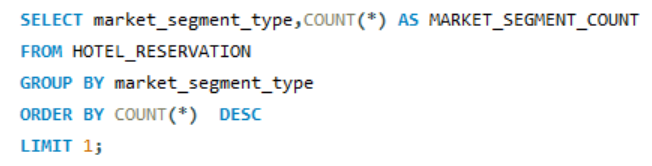 SELECT market_segment_type,COUNT(*) AS MARKET_SEGMENT_COUNT
FROM HOTEL_RESERVATION
GROUP BY market_segment_type
ORDER BY COUNT(*)  DESC
LIMIT 1;